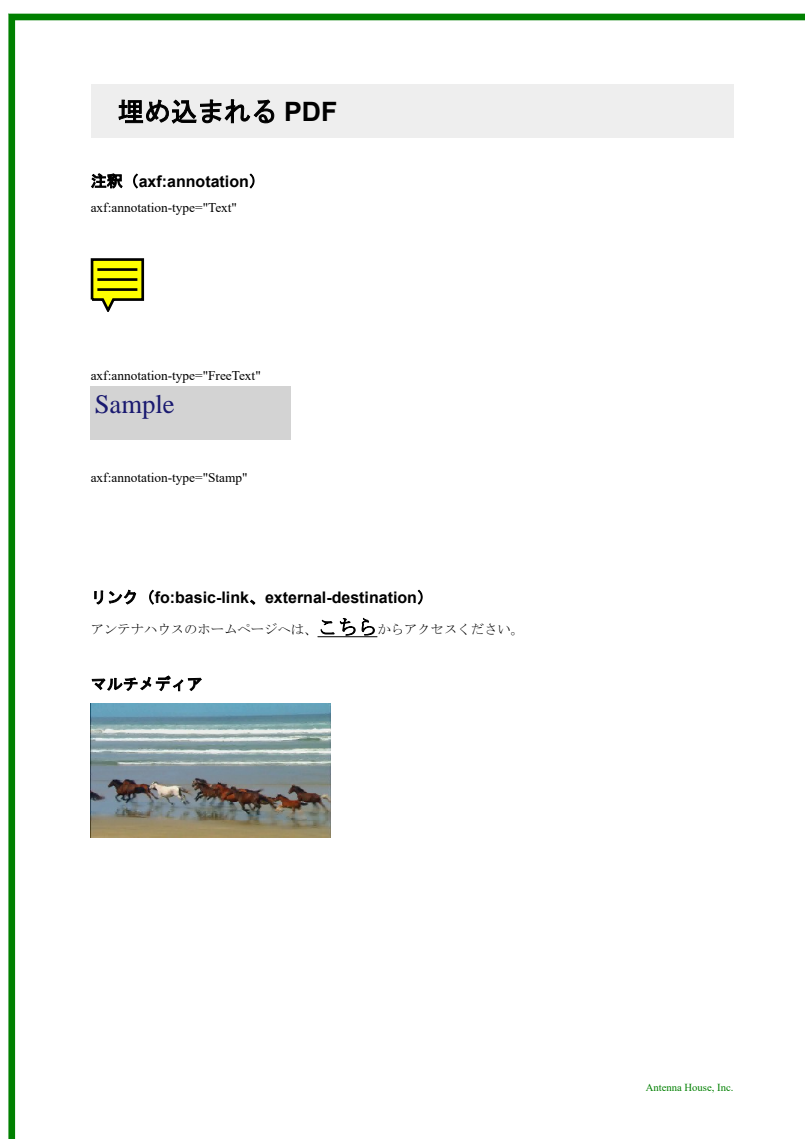 埋め込まれる PDF
注釈（axf:annotation）
axf:annotation-type="Text"
axf:annotation-type="FreeText"
Sample
axf:annotation-type="Stamp"
リンク（fo:basic-link、external-destination）
アンテナハウスのホームページへは、こちらからアクセスください。
マルチメディア
Antenna House, Inc.